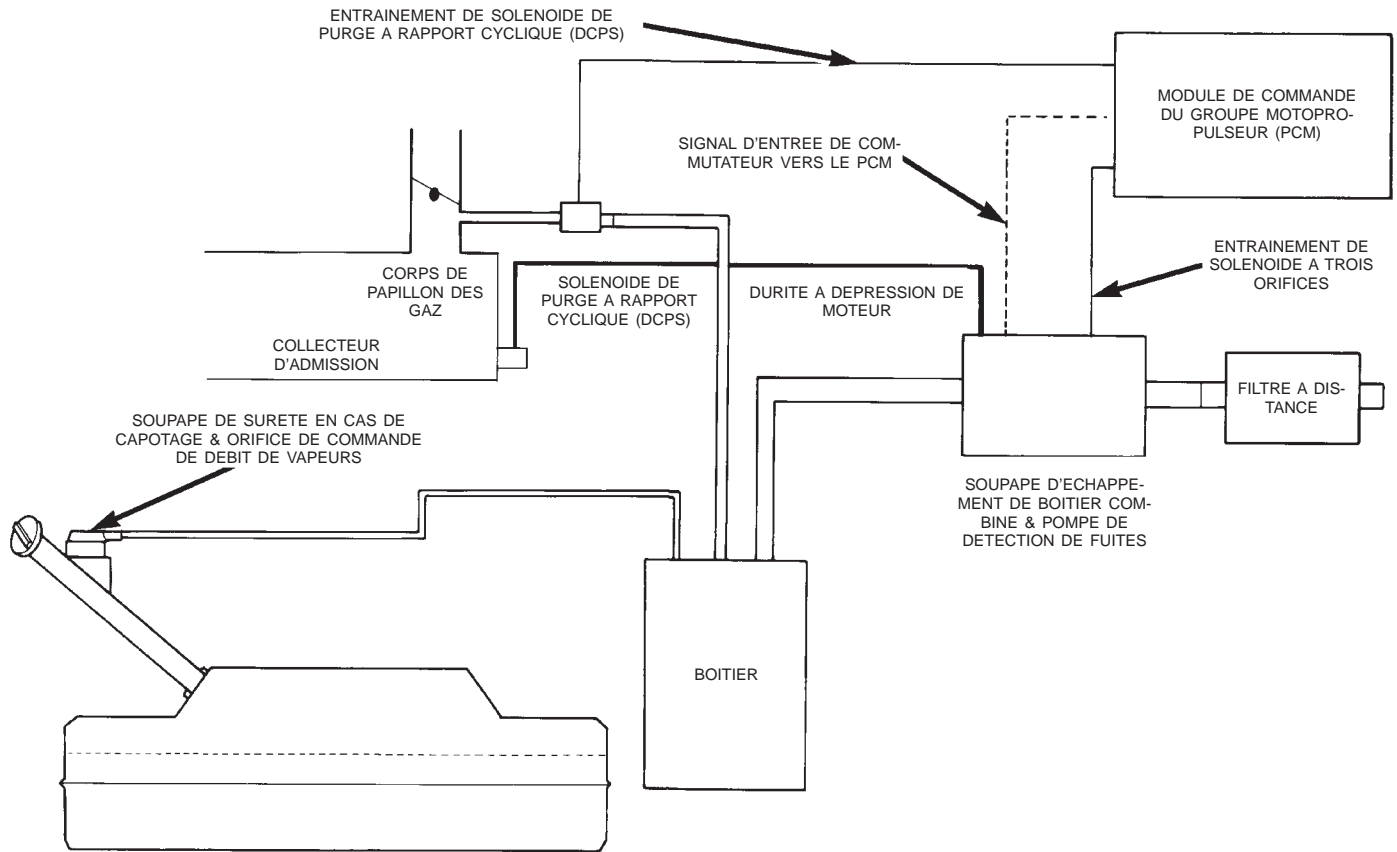 ENTRAINEMENT DE SOLENOIDE DE
PURGE A RAPPORT CYCLIQUE (DCPS)
MODULE DE COMMANDE
DU GROUPE MOTOPRO-
PULSEUR (PCM)
SIGNAL D'ENTREE DE COM-
MUTATEUR VERS LE PCM
ENTRAINEMENT DE
SOLENOIDE A TROIS
ORIFICES
CORPS DE
PAPILLON DES
GAZ
SOLENOIDE DE
PURGE A RAPPORT
CYCLIQUE (DCPS)
DURITE A DEPRESSION DE
MOTEUR
COLLECTEUR
D'ADMISSION
FILTRE A DIS-
TANCE
SOUPAPE DE SURETE EN CAS DE
CAPOTAGE & ORIFICE DE COMMANDE
DE DEBIT DE VAPEURS
SOUPAPE D'ECHAPPE-
MENT DE BOITIER COM-
BINE & POMPE DE
DETECTION DE FUITES
BOITIER